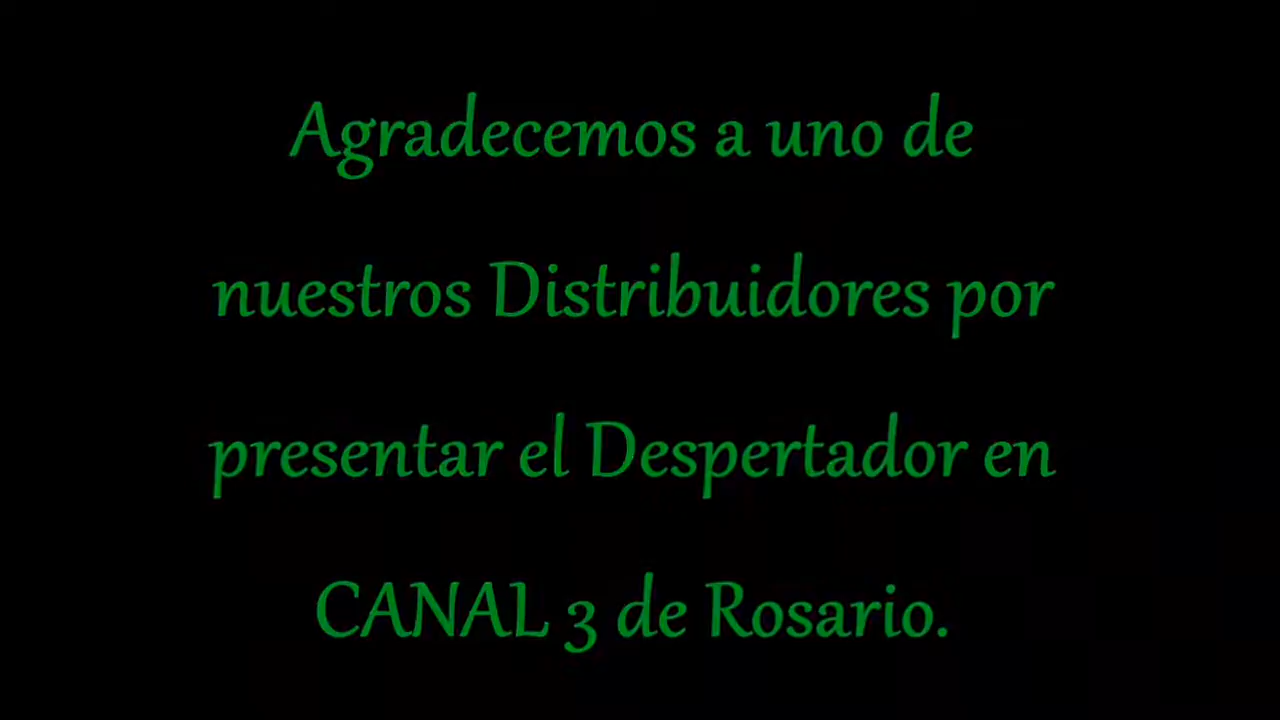 Agradecemos a uno de
nuestros Distribuidores por
presentar el Despertador en
CANAL 3 de Rosario.